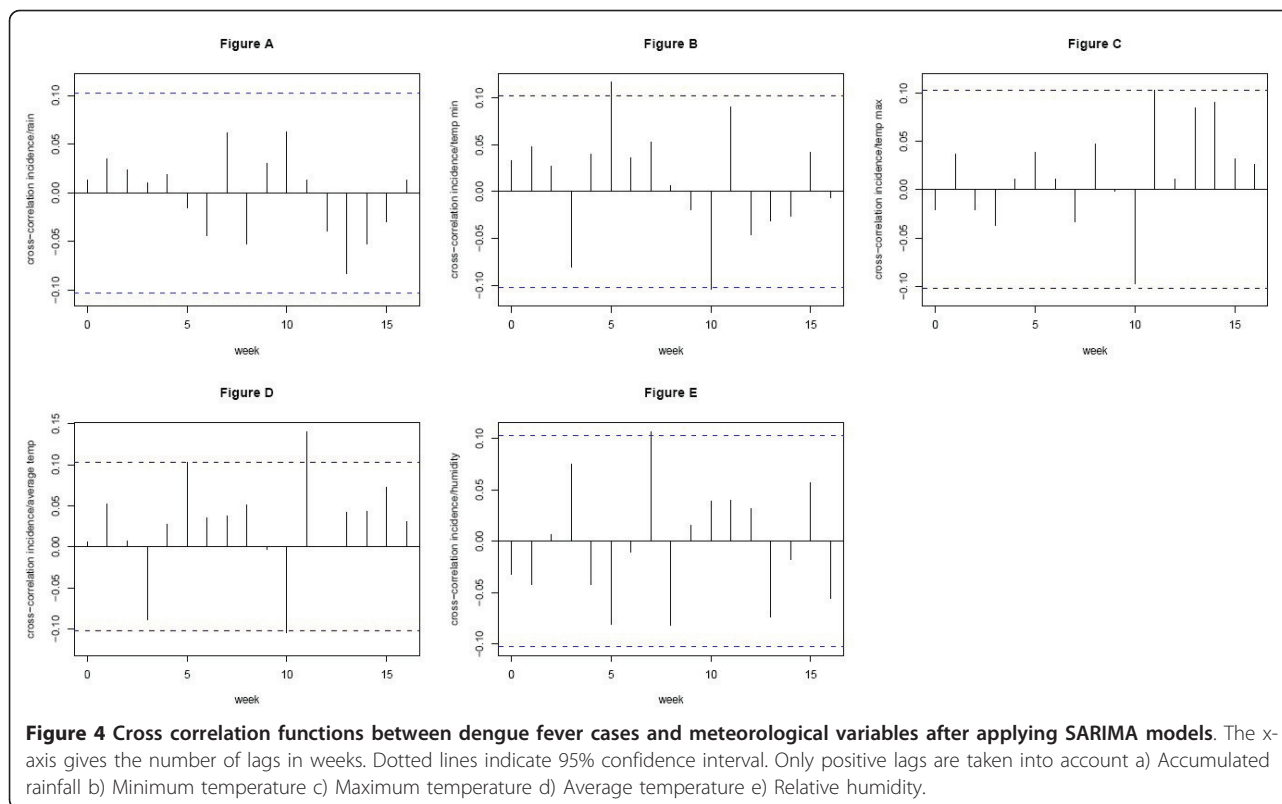 Figure A
Figure B
Figure C
cross−correlation incidence/rain
0.10
0.05
0.00
−0.05
−0.10
0 5 10 15
week
cross−correlation incidence/temp min
0.10
0.05
0.00
−0.05
−0.10
0 5 10 15
week
cross−correlation incidence/temp max
0.10
0.05
0.00
−0.05
−0.10
0 5 10 15
week
Figure D
Figure E
cross−correlation incidence/average temp
0.15
0.10
0.05
0.00
−0.05
−0.10
0 5 10 15
week
cross−correlation incidence/humidity
0.10
0.05
0.00
−0.05
−0.10
0 5 10 15
week
Figure 4 Cross correlation functions between dengue fever cases and meteorological variables after applying SARIMA models. The x-
axis gives the number of lags in weeks. Dotted lines indicate 95% confidence interval. Only positive lags are taken into account a) Accumulated
rainfall b) Minimum temperature c) Maximum temperature d) Average temperature e) Relative humidity.